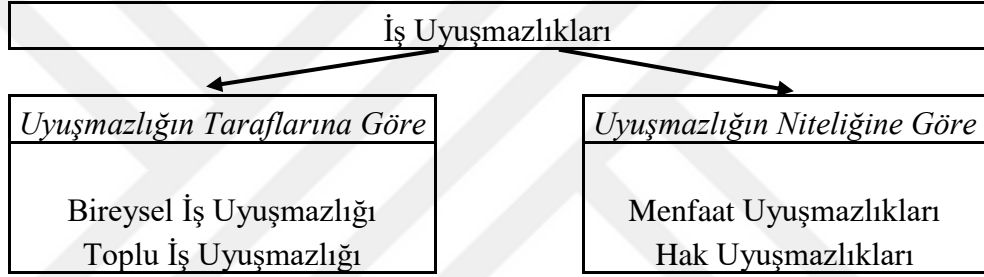 İş Uyuşmazlıkları
Uyuşmazlığın Taraflarına Göre
Bireysel İş Uyuşmazlığı
Toplu İş Uyuşmazlığı
Uyuşmazlığın Niteliğine Göre
Menfaat Uyuşmazlıkları
Hak Uyuşmazlıkları